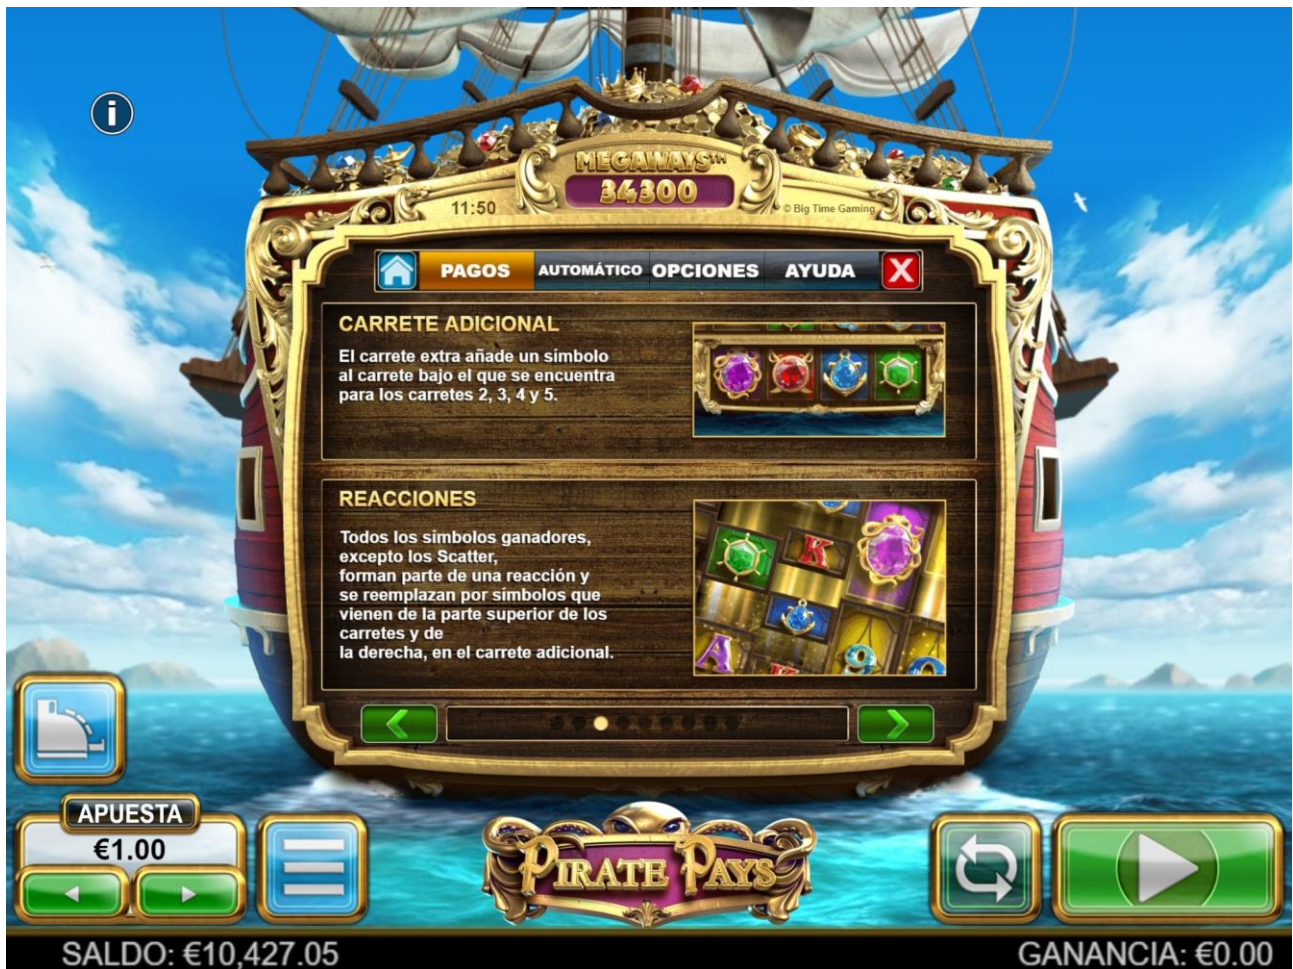 MEGAWAYS™
34300
11:50
© Big Time Gaming
PAGOS
AUTOMÁTICO
OPCIONES
AYUDA
X
CARRETE ADICIONAL
El carrete extra añade un símbolo
al carrete bajo el que se encuentra
para los carretes 2, 3, 4 y 5.
REACCIONES
Todos los símbolos ganadores,
excepto los Scatter,
forman parte de una reacción y
se reemplazan por símbolos que
vienen de la parte superior de los
carretes y de
la derecha, en el carrete adicional.
K
A
K
9
APUESTA
€1.00
PIRATE PAYS
SALDO: €10,427.05
GANANCIA: €0.00